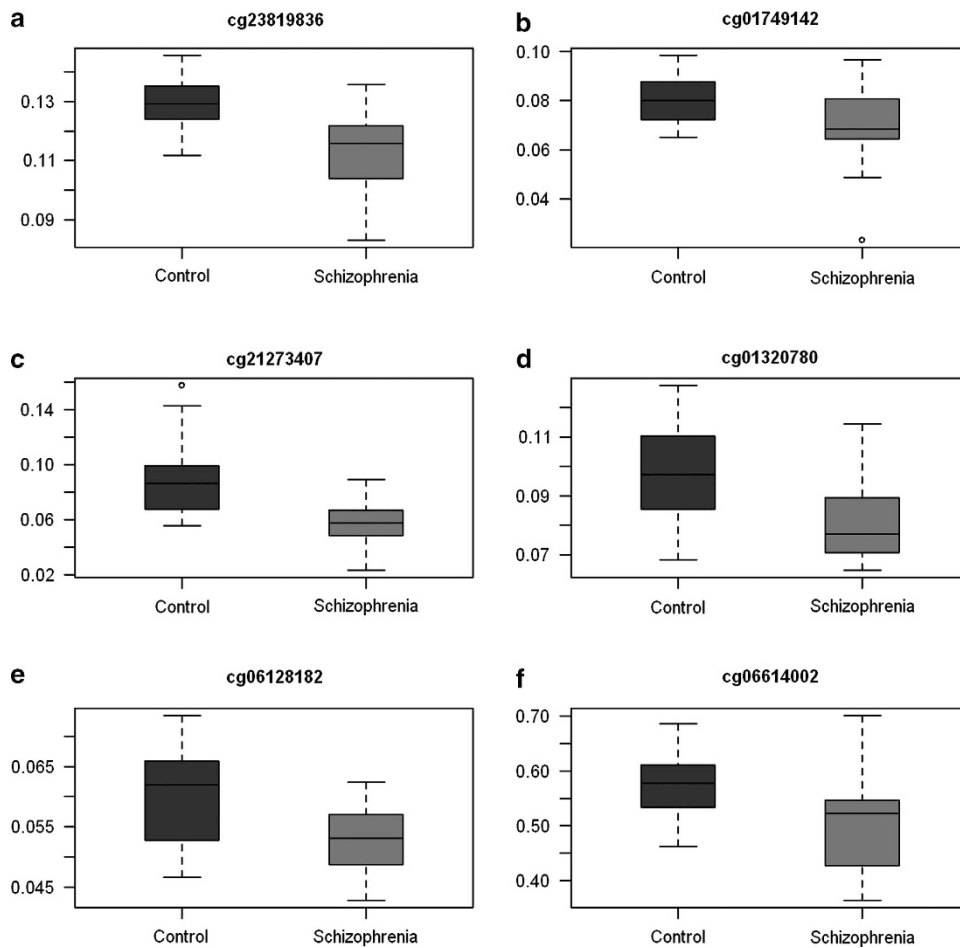 a
cg23819836
0.13
0.11
0.09
Control
Schizophrenia
b
cg01749142
0.10
0.08
0.06
0.04
Control
Schizophrenia
c
cg21273407
0.14
0.10
0.06
0.02
Control
Schizophrenia
d
cg01320780
0.11
0.09
0.07
Control
Schizophrenia
e
cg06128182
0.065
0.055
0.045
Control
Schizophrenia
f
cg06614002
0.70
0.60
0.50
0.40
Control
Schizophrenia